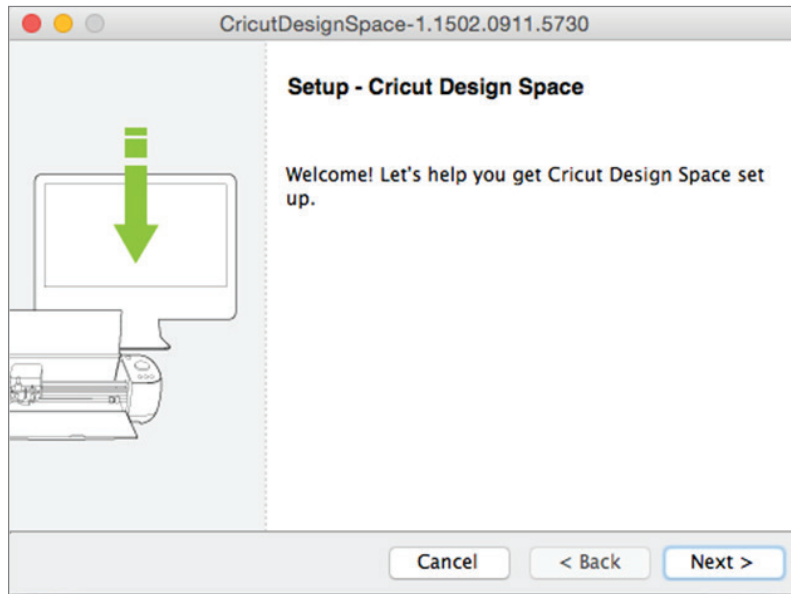 CricutDesignSpace-1.1502.0911.5730
Setup - Cricut Design Space
Welcome! Let's help you get Cricut Design Space set
up.
Cancel
< Back
Next >